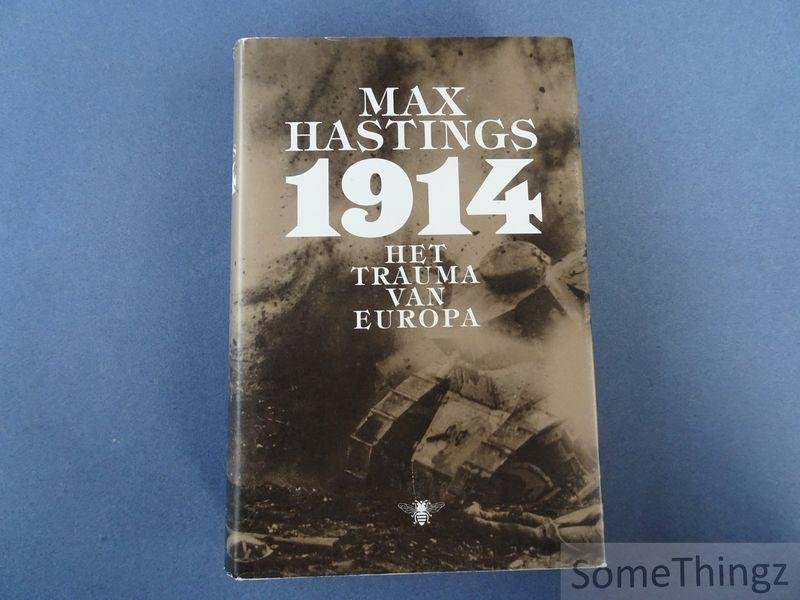 MAX
HASTINGS
1914
HET
TRAUMA
VAN
EUROPA
SomeThingz